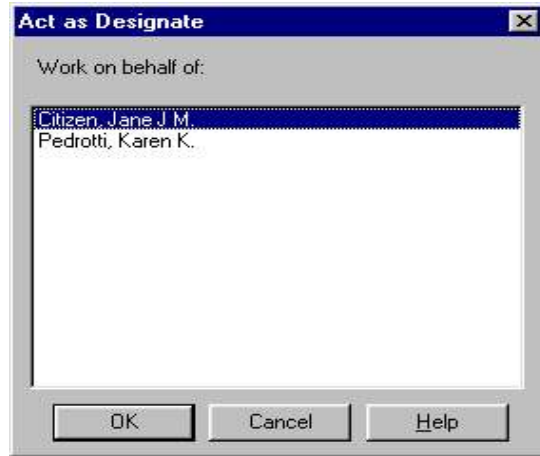 Act as Designate
Work on behalf of:
Citizen, Jane J M.
Pedrotti, Karen K.
OK Cancel Help